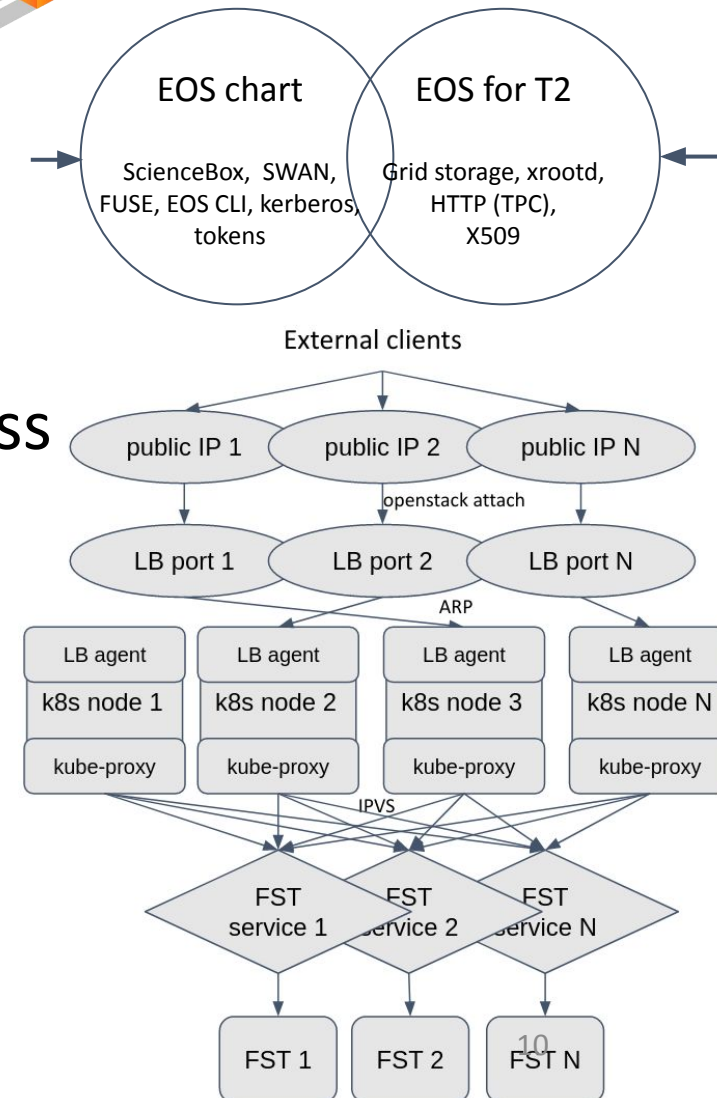 EOS chart
EOS for T2
ScienceBox, SWAN,
FUSE, EOS CLI, kerberos,
tokens
Grid storage, xrootd,
HTTP (TPC),
X509
External clients
ss
public IP 1
public IP 2
public IP N
openstack attach
LB port 1
LB port 2
LB port N
ARP
LB agent
LB agent
LB agent
LB agent
k8s node 1
k8s node 2
k8s node 3
k8s node N
kube-proxy
kube-proxy
kube-proxy
kube-proxy
IPVS
FST
service 1
FST
service 2
FST
service N
FST 1
FST 2
FST N
10